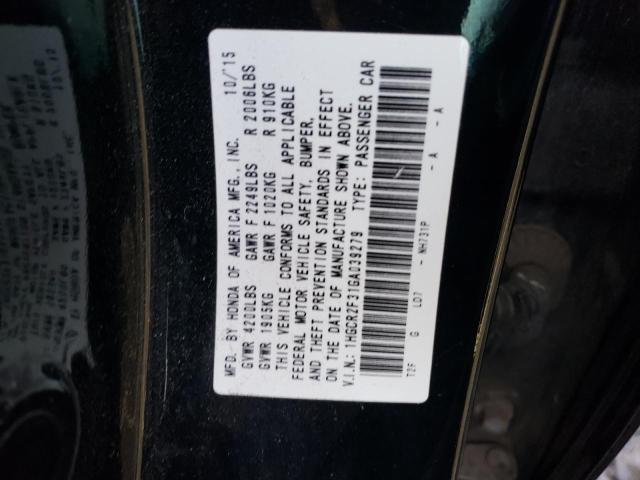 MFD. BY HONDA OF AMERICA MFG., INC. 10/'15
GVWR 4200LBS GAWR F 2249LBS R 2006LBS
GVWR 1905KG GAWR F 1020KG R 910KG
THIS VEHICLE CONFORMS TO ALL APPLICABLE
FEDERAL MOTOR VEHICLE SAFETY, BUMPER,
AND THEFT PREVENTION STANDARDS IN EFFECT
ON THE DATE OF MANUFACTURE SHOWN ABOVE.
V.I.N.: 1HGCR2F31GA039279 TYPE: PASSENGER CAR
T2F G LD7 - NH731P - A - A